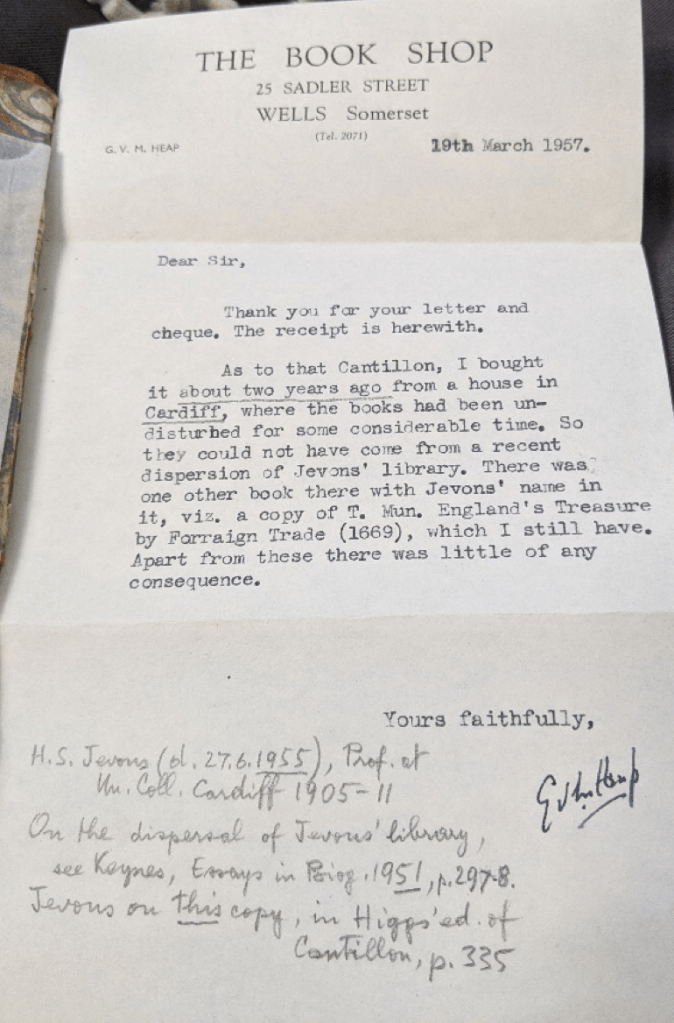 THE BOOK SHOP
25 SADLER STREET
WELLS Somerset
(Tel. 2071)
G. V. M. HEAP
19th March 1957.
Dear Sir,
Thank you for your letter and
cheque. The receipt is herewith.
As to that Cantillon, I bought
it about two years ago from a house in
Cardiff, where the books had been un-
disturbed for some considerable time. So
they could not have come from a recent
dispersion of Jevons' library. There was
one other book there with Jevons' name in
it, viz. a copy of T. Mun. England's Treasure
by Forraign Trade (1669), which I still have.
Apart from these there was little of any
consequence.
Yours faithfully,
G V M Heap
H.S. Jevons (d. 27.6.1955), Prof. at
Un. Coll. Cardiff 1905-11
On the dispersal of Jevons' library,
see Keynes, Essays in Biog. 1951, p.297-8.
Jevons on this copy, in Higgs' ed. of
Cantillon, p. 335